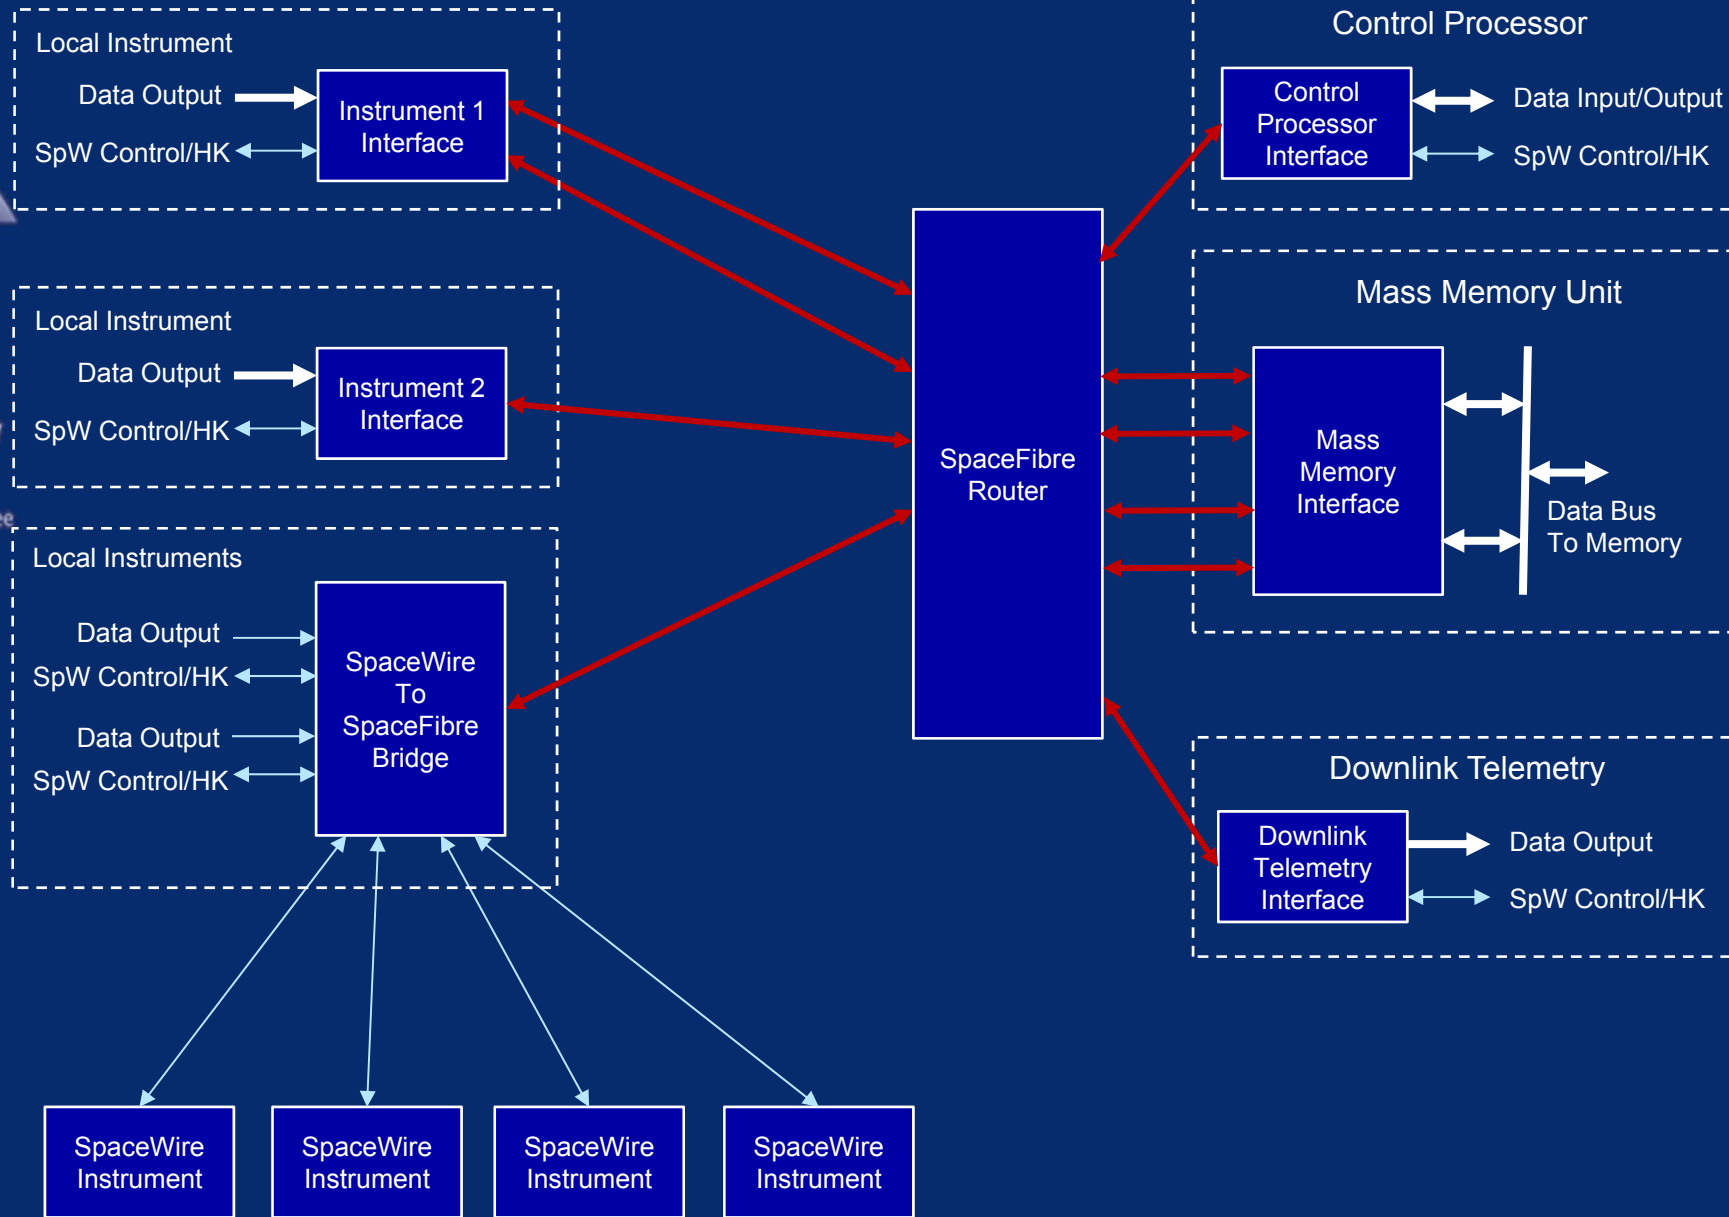 Local Instrument
Data Output
SpW Control/HK
Instrument 1
Interface
Local Instrument
Data Output
SpW Control/HK
Instrument 2
Interface
Local Instruments
Data Output
SpW Control/HK
Data Output
SpW Control/HK
SpaceWire
To
SpaceFibre
Bridge
SpaceWire
Instrument
SpaceWire
Instrument
SpaceWire
Instrument
SpaceWire
Instrument
SpaceFibre
Router
Control Processor
Control
Processor
Interface
Data Input/Output
SpW Control/HK
Mass Memory Unit
Mass
Memory
Interface
Data Bus
To Memory
Downlink Telemetry
Downlink
Telemetry
Interface
Data Output
SpW Control/HK